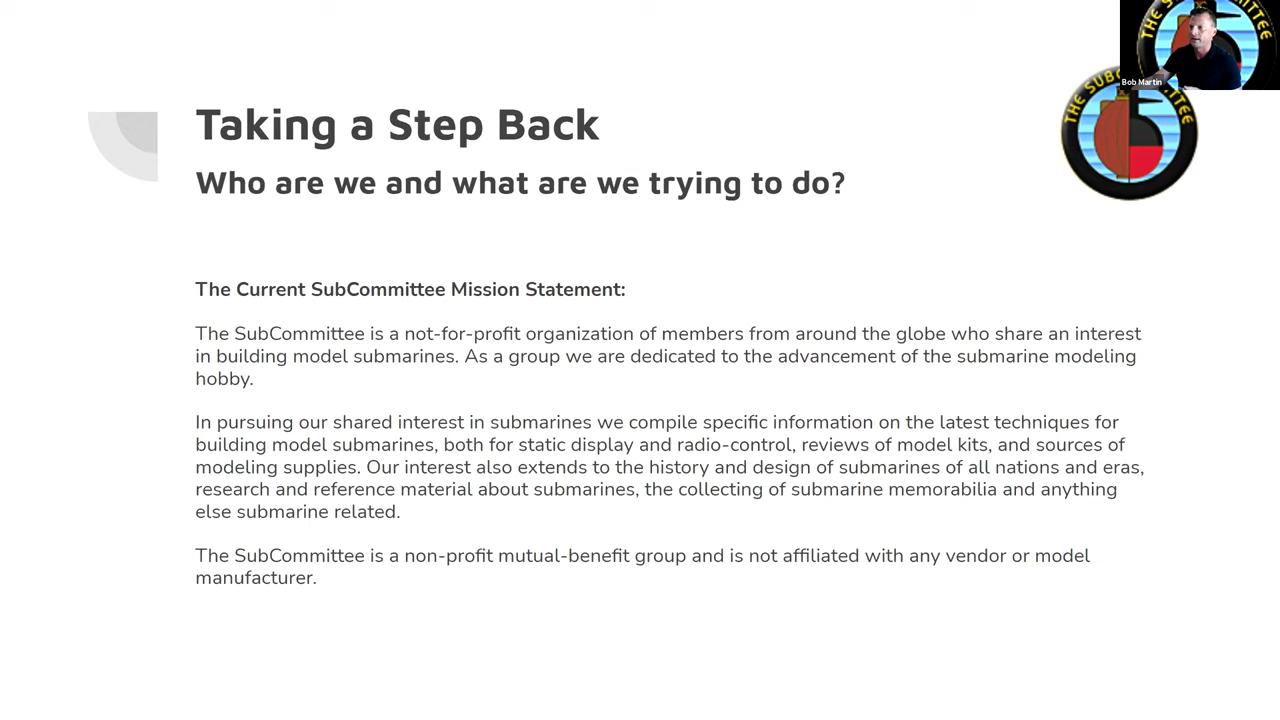 THE SUBCOMMITTEE
Bob Martin
THE SUBCOMMITTEE
Taking a Step Back
Who are we and what are we trying to do?
The Current SubCommittee Mission Statement:
The SubCommittee is a not-for-profit organization of members from around the globe who share an interest
in building model submarines. As a group we are dedicated to the advancement of the submarine modeling
hobby.
In pursuing our shared interest in submarines we compile specific information on the latest techniques for
building model submarines, both for static display and radio-control, reviews of model kits, and sources of
modeling supplies. Our interest also extends to the history and design of submarines of all nations and eras,
research and reference material about submarines, the collecting of submarine memorabilia and anything
else submarine related.
The SubCommittee is a non-profit mutual-benefit group and is not affiliated with any vendor or model
manufacturer.